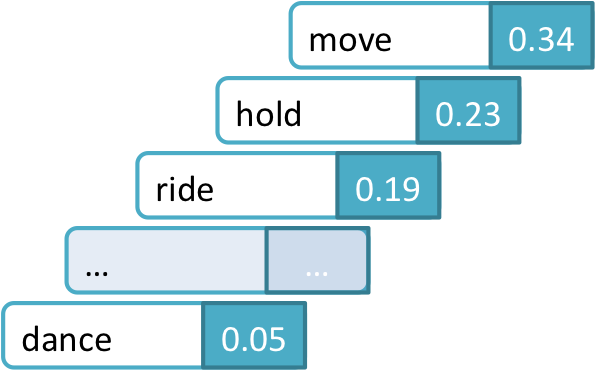 move 0.34
hold 0.23
ride 0.19
... ...
dance 0.05